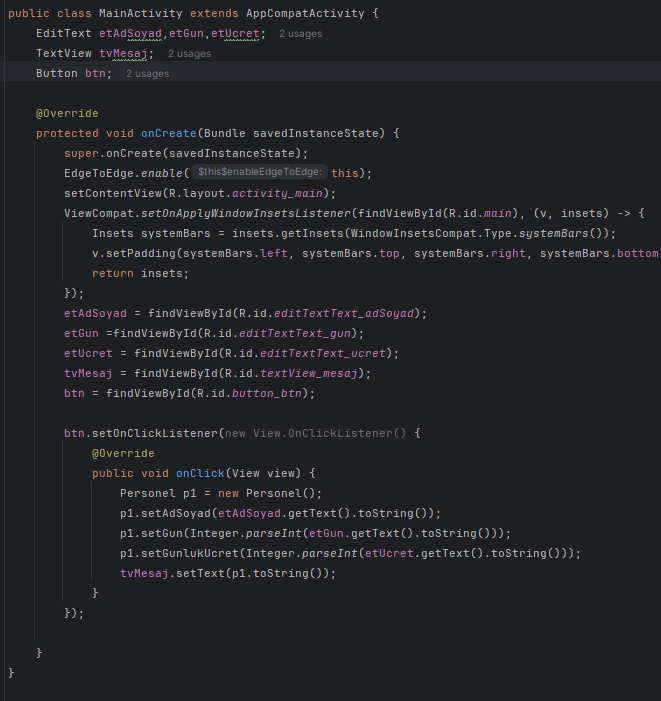 public class MainActivity extends AppCompatActivity {
    EditText etAdSoyad,etGun,etUcret;  2 usages
    TextView tvMesaj;  2 usages
    Button btn;  2 usages

    @Override
    protected void onCreate(Bundle savedInstanceState) {
        super.onCreate(savedInstanceState);
        EdgeToEdge.enable( $this$enableEdgeToEdge: this);
        setContentView(R.layout.activity_main);
        ViewCompat.setOnApplyWindowInsetsListener(findViewById(R.id.main), (v, insets) -> {
            Insets systemBars = insets.getInsets(WindowInsetsCompat.Type.systemBars());
            v.setPadding(systemBars.left, systemBars.top, systemBars.right, systemBars.bottom)
            return insets;
        });
        etAdSoyad = findViewById(R.id.editTextText_adSoyad);
        etGun =findViewById(R.id.editTextText_gun);
        etUcret = findViewById(R.id.editTextText_ucret);
        tvMesaj = findViewById(R.id.textView_mesaj);
        btn = findViewById(R.id.button_btn);

        btn.setOnClickListener(new View.OnClickListener() {
            @Override
            public void onClick(View view) {
                Personel p1 = new Personel();
                p1.setAdSoyad(etAdSoyad.getText().toString());
                p1.setGun(Integer.parseInt(etGun.getText().toString()));
                p1.setGunlukUcret(Integer.parseInt(etUcret.getText().toString()));
                tvMesaj.setText(p1.toString());
            }
        });

    }
}